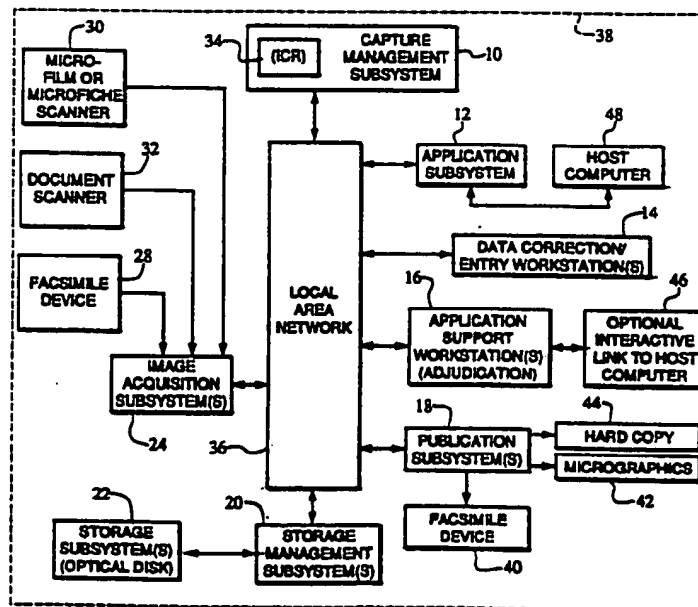 30
MICRO-
FILM OR
MICROFICHE
SCANNER
34
(ICR)
CAPTURE
MANAGEMENT
SUBSYSTEM
10
38
32
DOCUMENT
SCANNER
12
APPLICATION
SUBSYSTEM
48
HOST
COMPUTER
14
DATA CORRECTION/
ENTRY WORKSTATION(S)
28
FACSIMILE
DEVICE
LOCAL
AREA
NETWORK
36
16
APPLICATION
SUPPORT
WORKSTATION(S)
(ADJUDICATION)
46
OPTIONAL
INTERACTIVE
LINK TO HOST
COMPUTER
IMAGE
ACQUISITION
SUBSYSTEM(S)
24
18
PUBLICATION
SUBSYSTEM(S)
44
HARD COPY
MICROGRAPHICS
42
FACSIMILE
DEVICE
40
22
STORAGE
SUBSYSTEM(S)
(OPTICAL DISK)
20
STORAGE
MANAGEMENT
SUBSYSTEM(S)